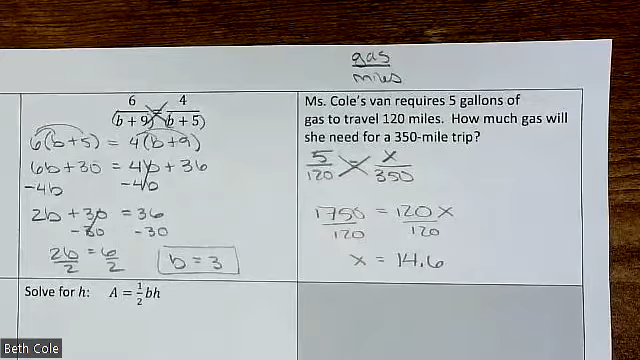 gas
miles
6 4
(b + 9) = (b + 5)
6(b+5) = 4(b+9)
6b+30 = 4b+36
-4b -4b
2b +30 = 36
-30 -30
2b = 6
2 2
b = 3
Ms. Cole's van requires 5 gallons of
gas to travel 120 miles. How much gas will
she need for a 350-mile trip?
5 = x
120 350
1750 = 120x
120 120
x = 14.6
Solve for h: A = 1/2 bh
Beth Cole